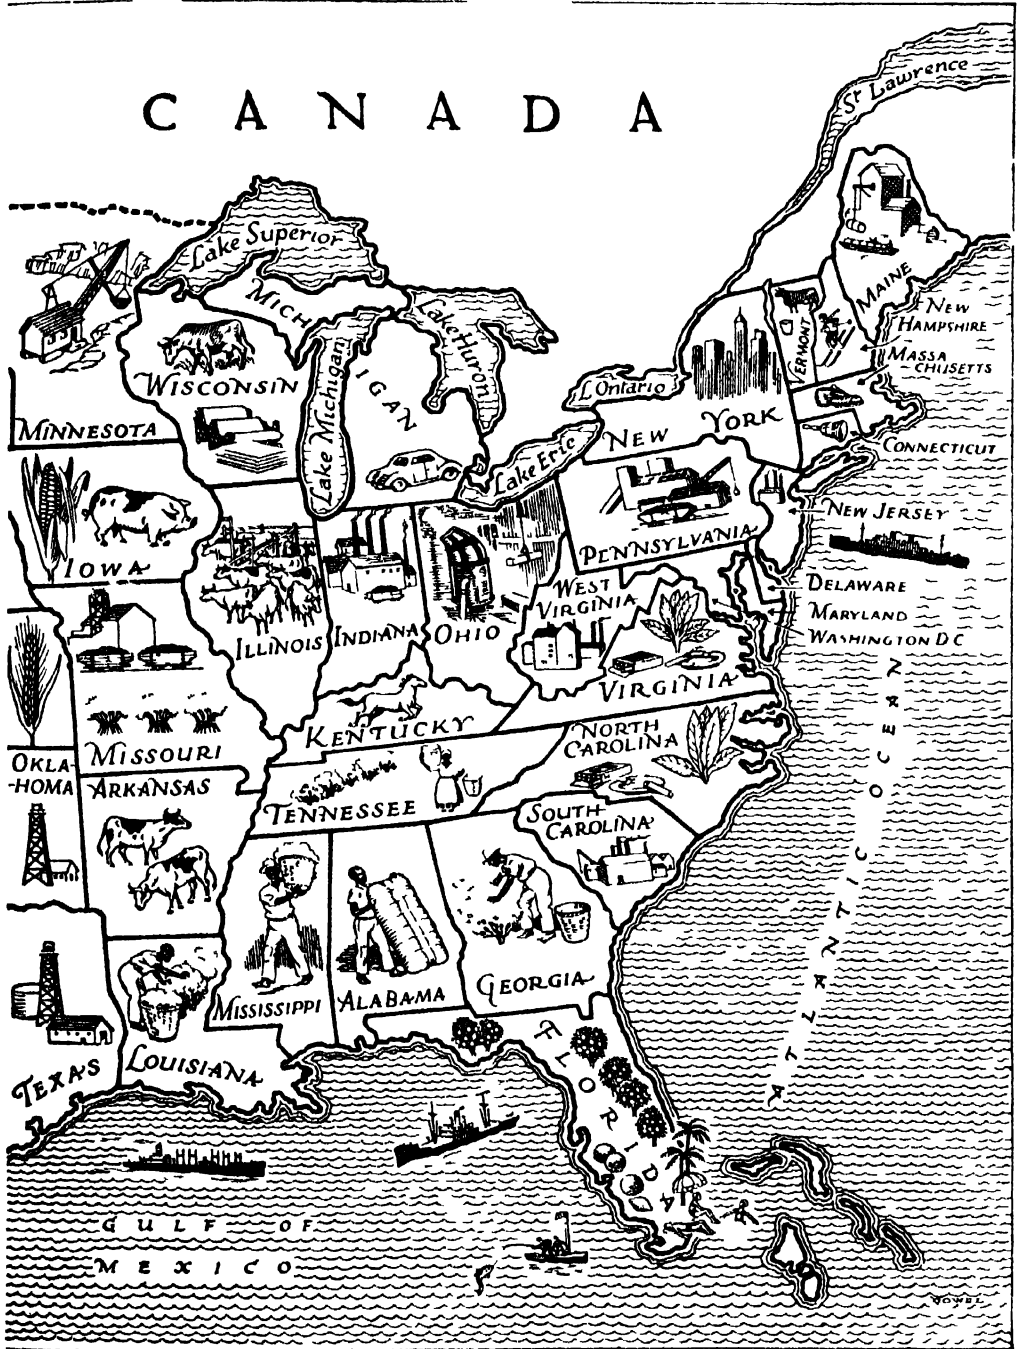 CANADA
St Lawrence
Lake Superior
MICH
IGAN
Lake Huron
Lake Michigan
MAINE
NEW
HAMPSHIRE
VERMONT
MASSA
-CHUSETTS
WISCONSIN
L Ontario
NEW YORK
MINNESOTA
Lake Erie
CONNECTICUT
NEW JERSEY
PENNSYLVANIA
IOWA
WEST
VIRGINIA
DELAWARE
MARYLAND
WASHINGTON D C
ILLINOIS
INDIANA
OHIO
VIRGINIA
KENTUCKY
NORTH
CAROLINA
MISSOURI
OKLA-
-HOMA
ARKANSAS
TENNESSEE
SOUTH
CAROLINA
ATLANTIC OCEAN
MISSISSIPPI
ALABAMA
GEORGIA
TEXAS
LOUISIANA
FLORIDA
GULF OF
MEXICO